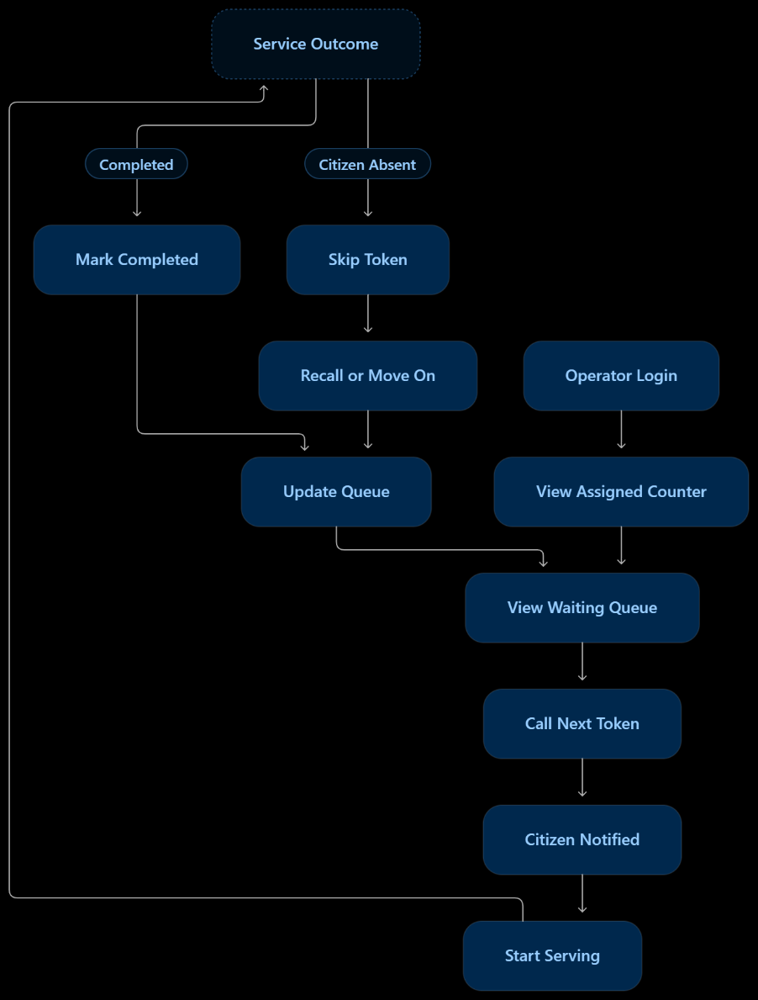 Service Outcome
Completed
Citizen Absent
Mark Completed
Skip Token
Recall or Move On
Operator Login
Update Queue
View Assigned Counter
View Waiting Queue
Call Next Token
Citizen Notified
Start Serving